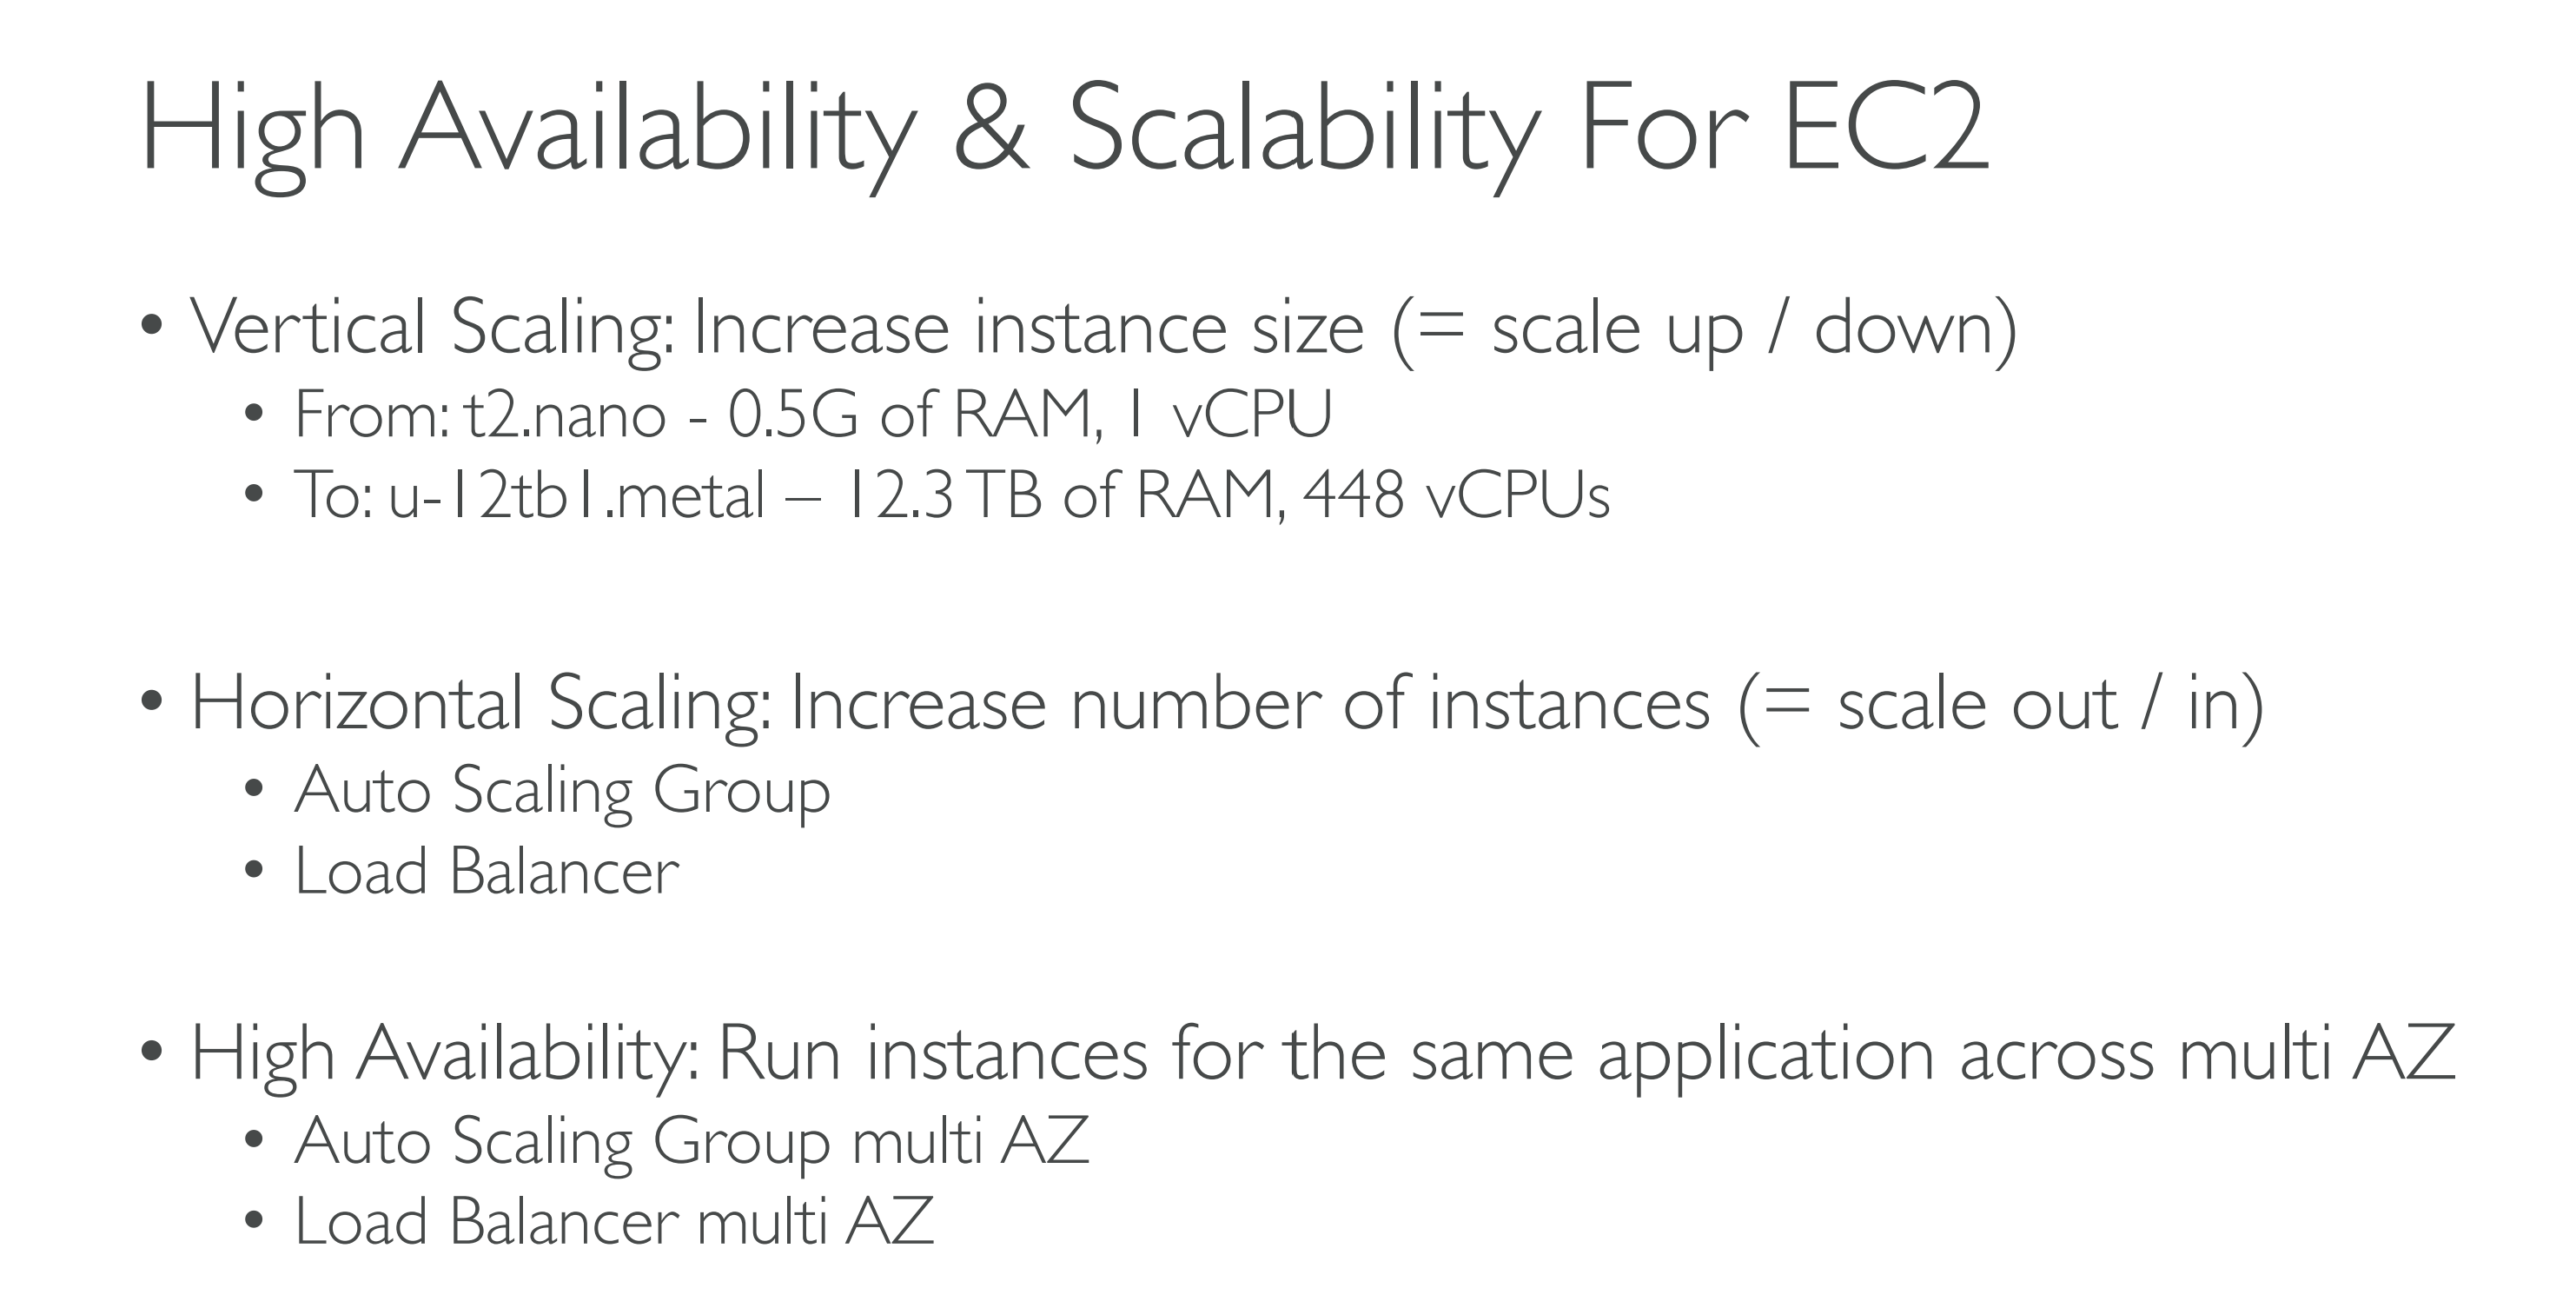 High Availability & Scalability For EC2
• Vertical Scaling: Increase instance size (= scale up / down)
• From: t2.nano - 0.5G of RAM, 1 vCPU
• To: u-12tb1.metal – 12.3 TB of RAM, 448 vCPUs
• Horizontal Scaling: Increase number of instances (= scale out / in)
• Auto Scaling Group
• Load Balancer
• High Availability: Run instances for the same application across multi AZ
• Auto Scaling Group multi AZ
• Load Balancer multi AZ